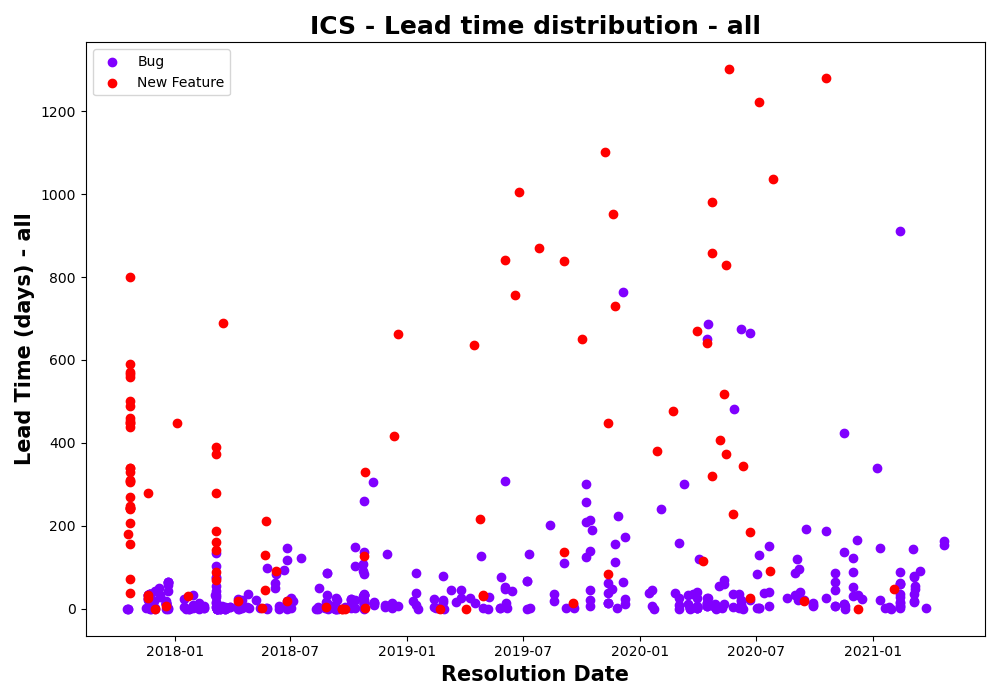 ICS - Lead time distribution - all
Bug
New Feature
Lead Time (days) - all
1200
1000
800
600
400
200
0
2018-01
2018-07
2019-01
2019-07
2020-01
2020-07
2021-01
Resolution Date